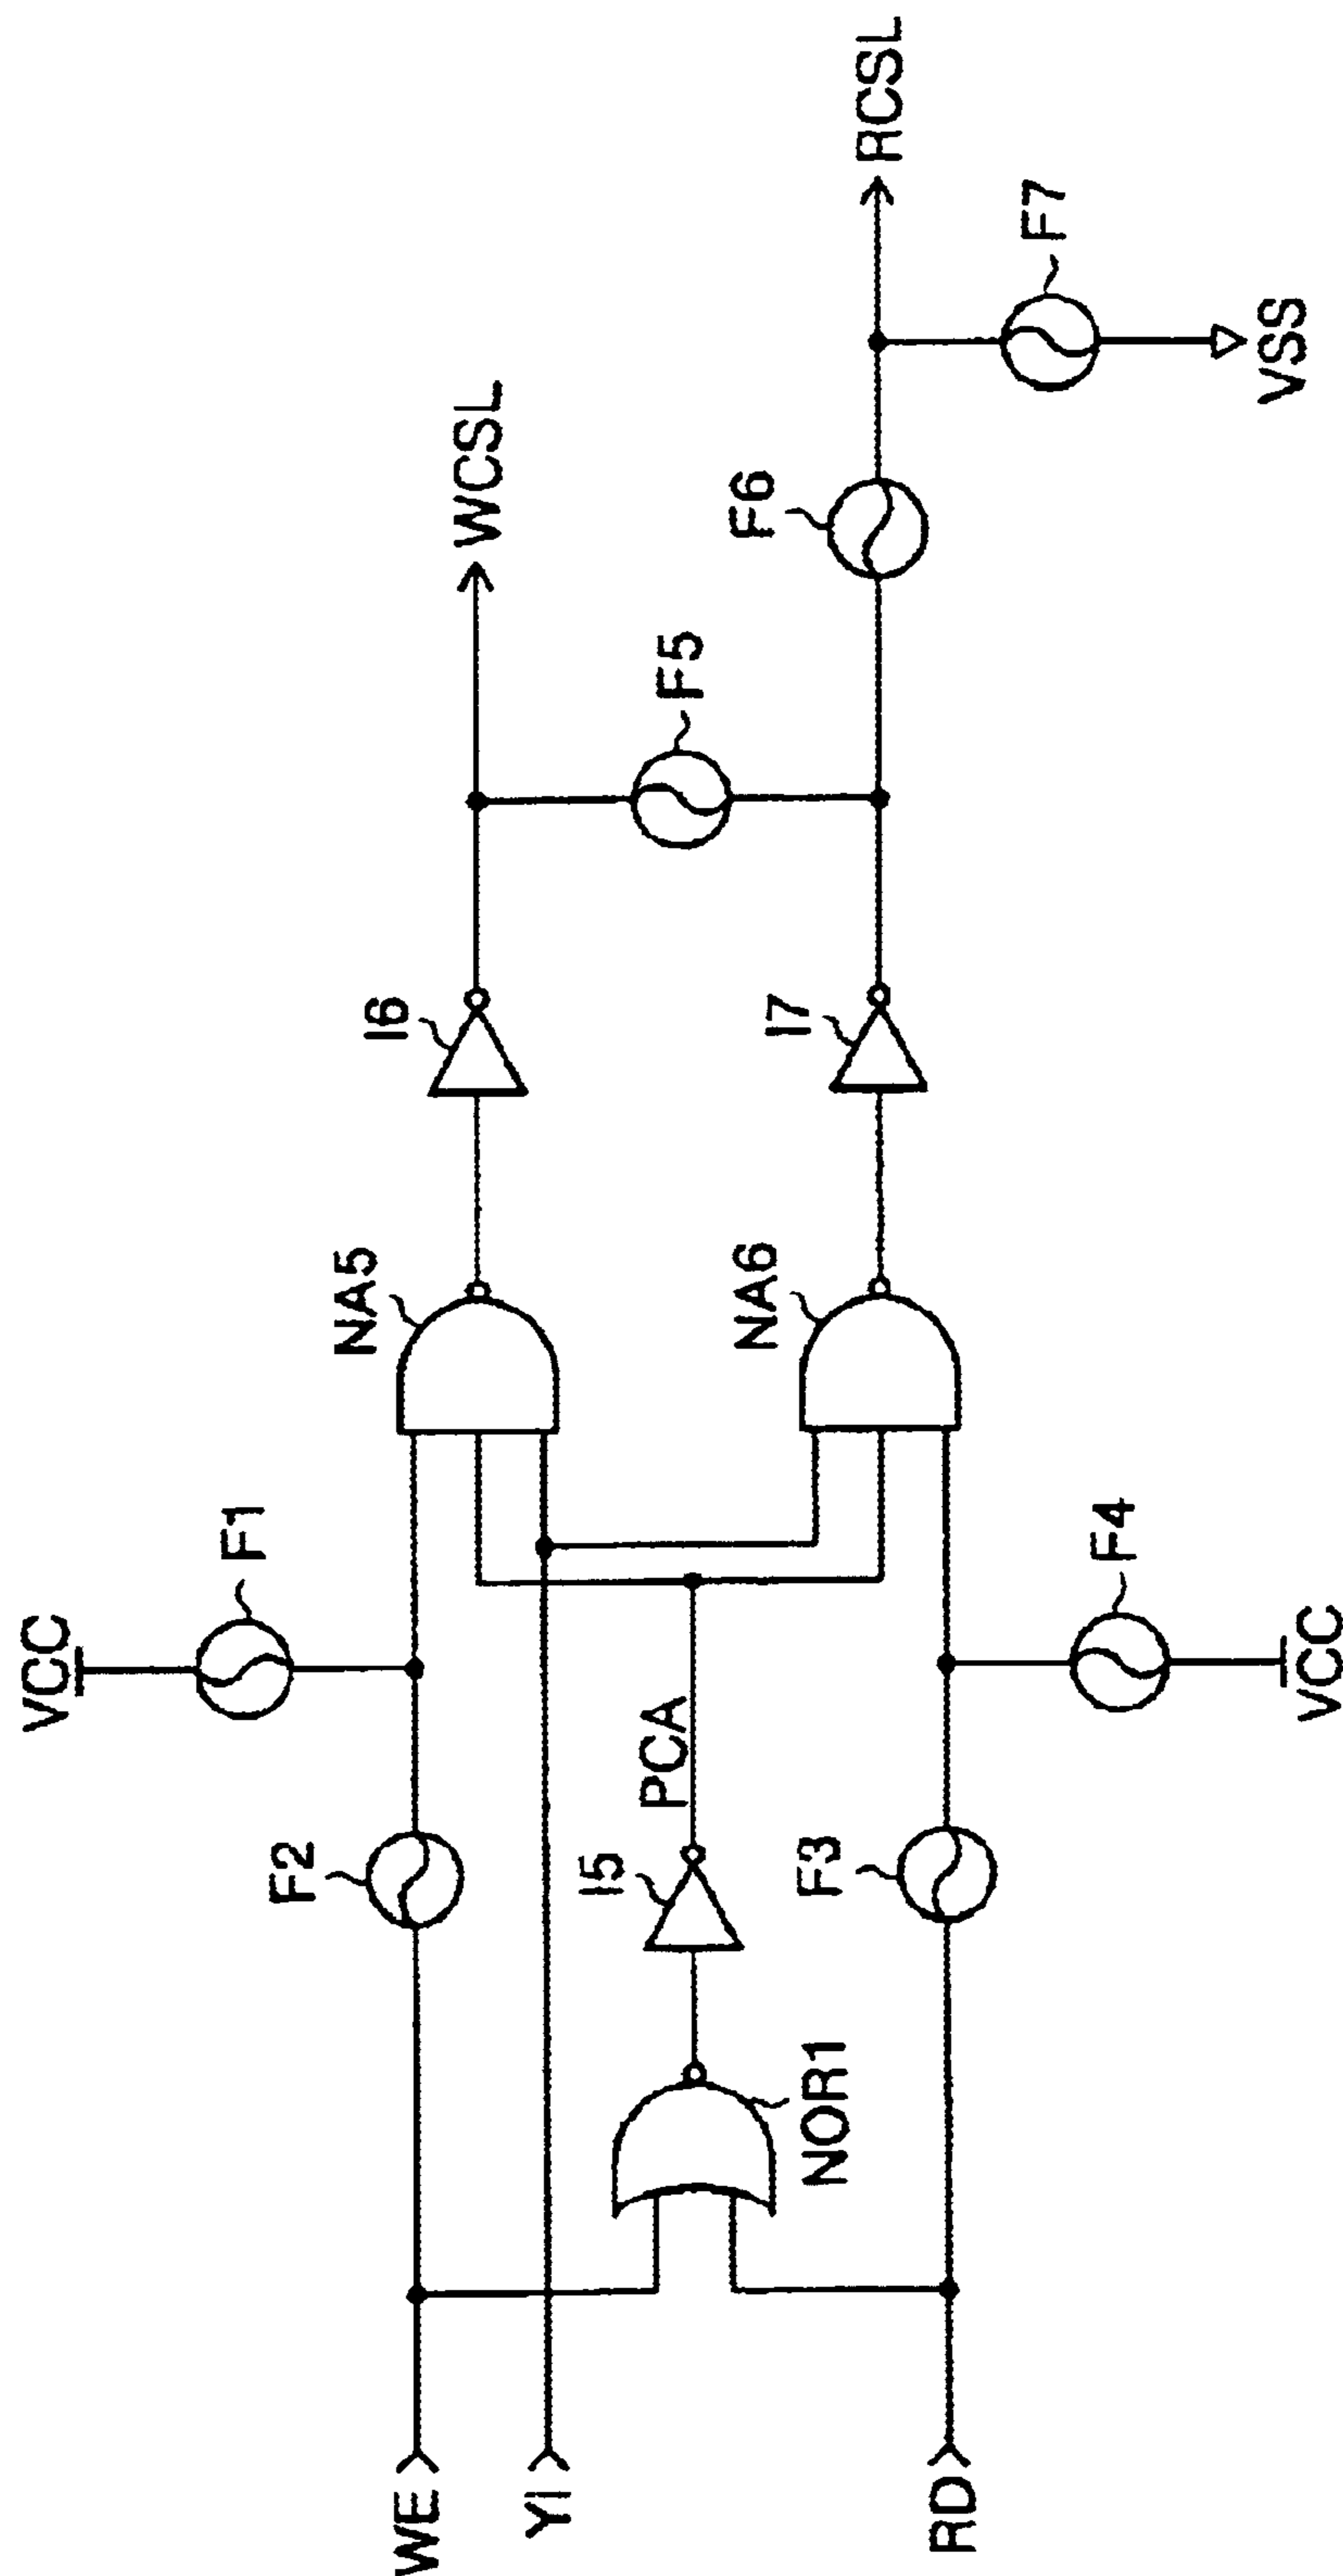 VCC
F1
F2
WE
YI
RD
NOR1
I5
PCA
F3
F4
VCC
NA5
NA6
I6
I7
WCSL
F5
F6
RCSL
F7
VSS